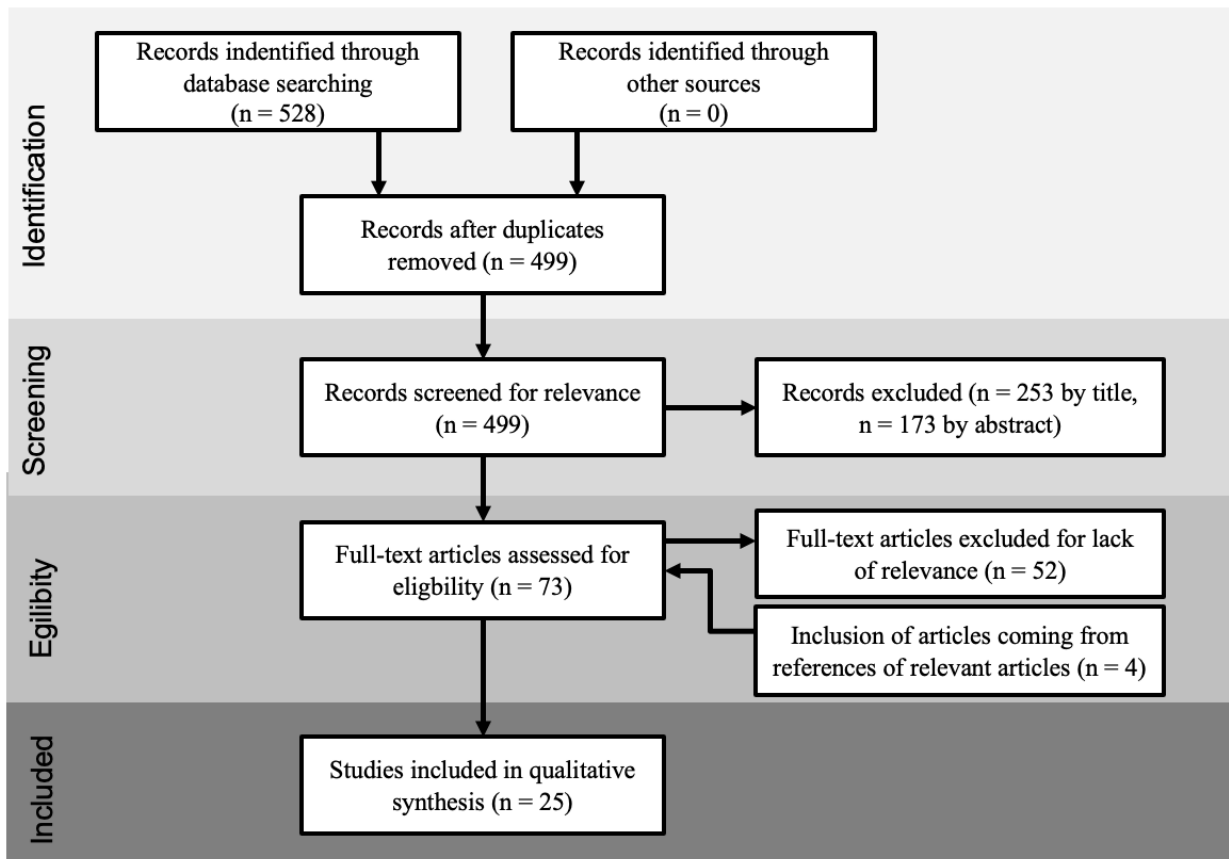 Identification
Records indentified through
database searching
(n = 528)
Records identified through
other sources
(n = 0)
Records after duplicates
removed (n = 499)
Screening
Records screened for relevance
(n = 499)
Records excluded (n = 253 by title,
n = 173 by abstract)
Egilibity
Full-text articles assessed for
eligbility (n = 73)
Full-text articles excluded for lack
of relevance (n = 52)
Inclusion of articles coming from
references of relevant articles (n = 4)
Included
Studies included in qualitative
synthesis (n = 25)